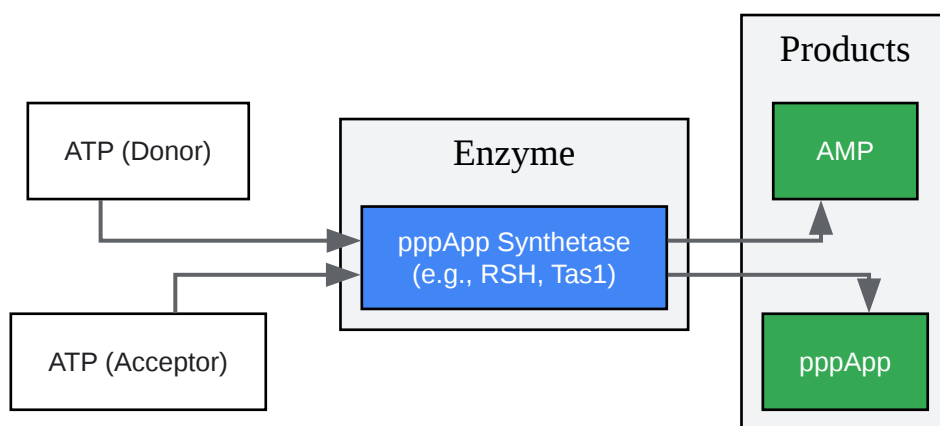 Products
ATP (Donor)
AMP
Enzyme
pppApp Synthetase
(e.g., RSH, Tas1)
ATP (Acceptor)
pppApp